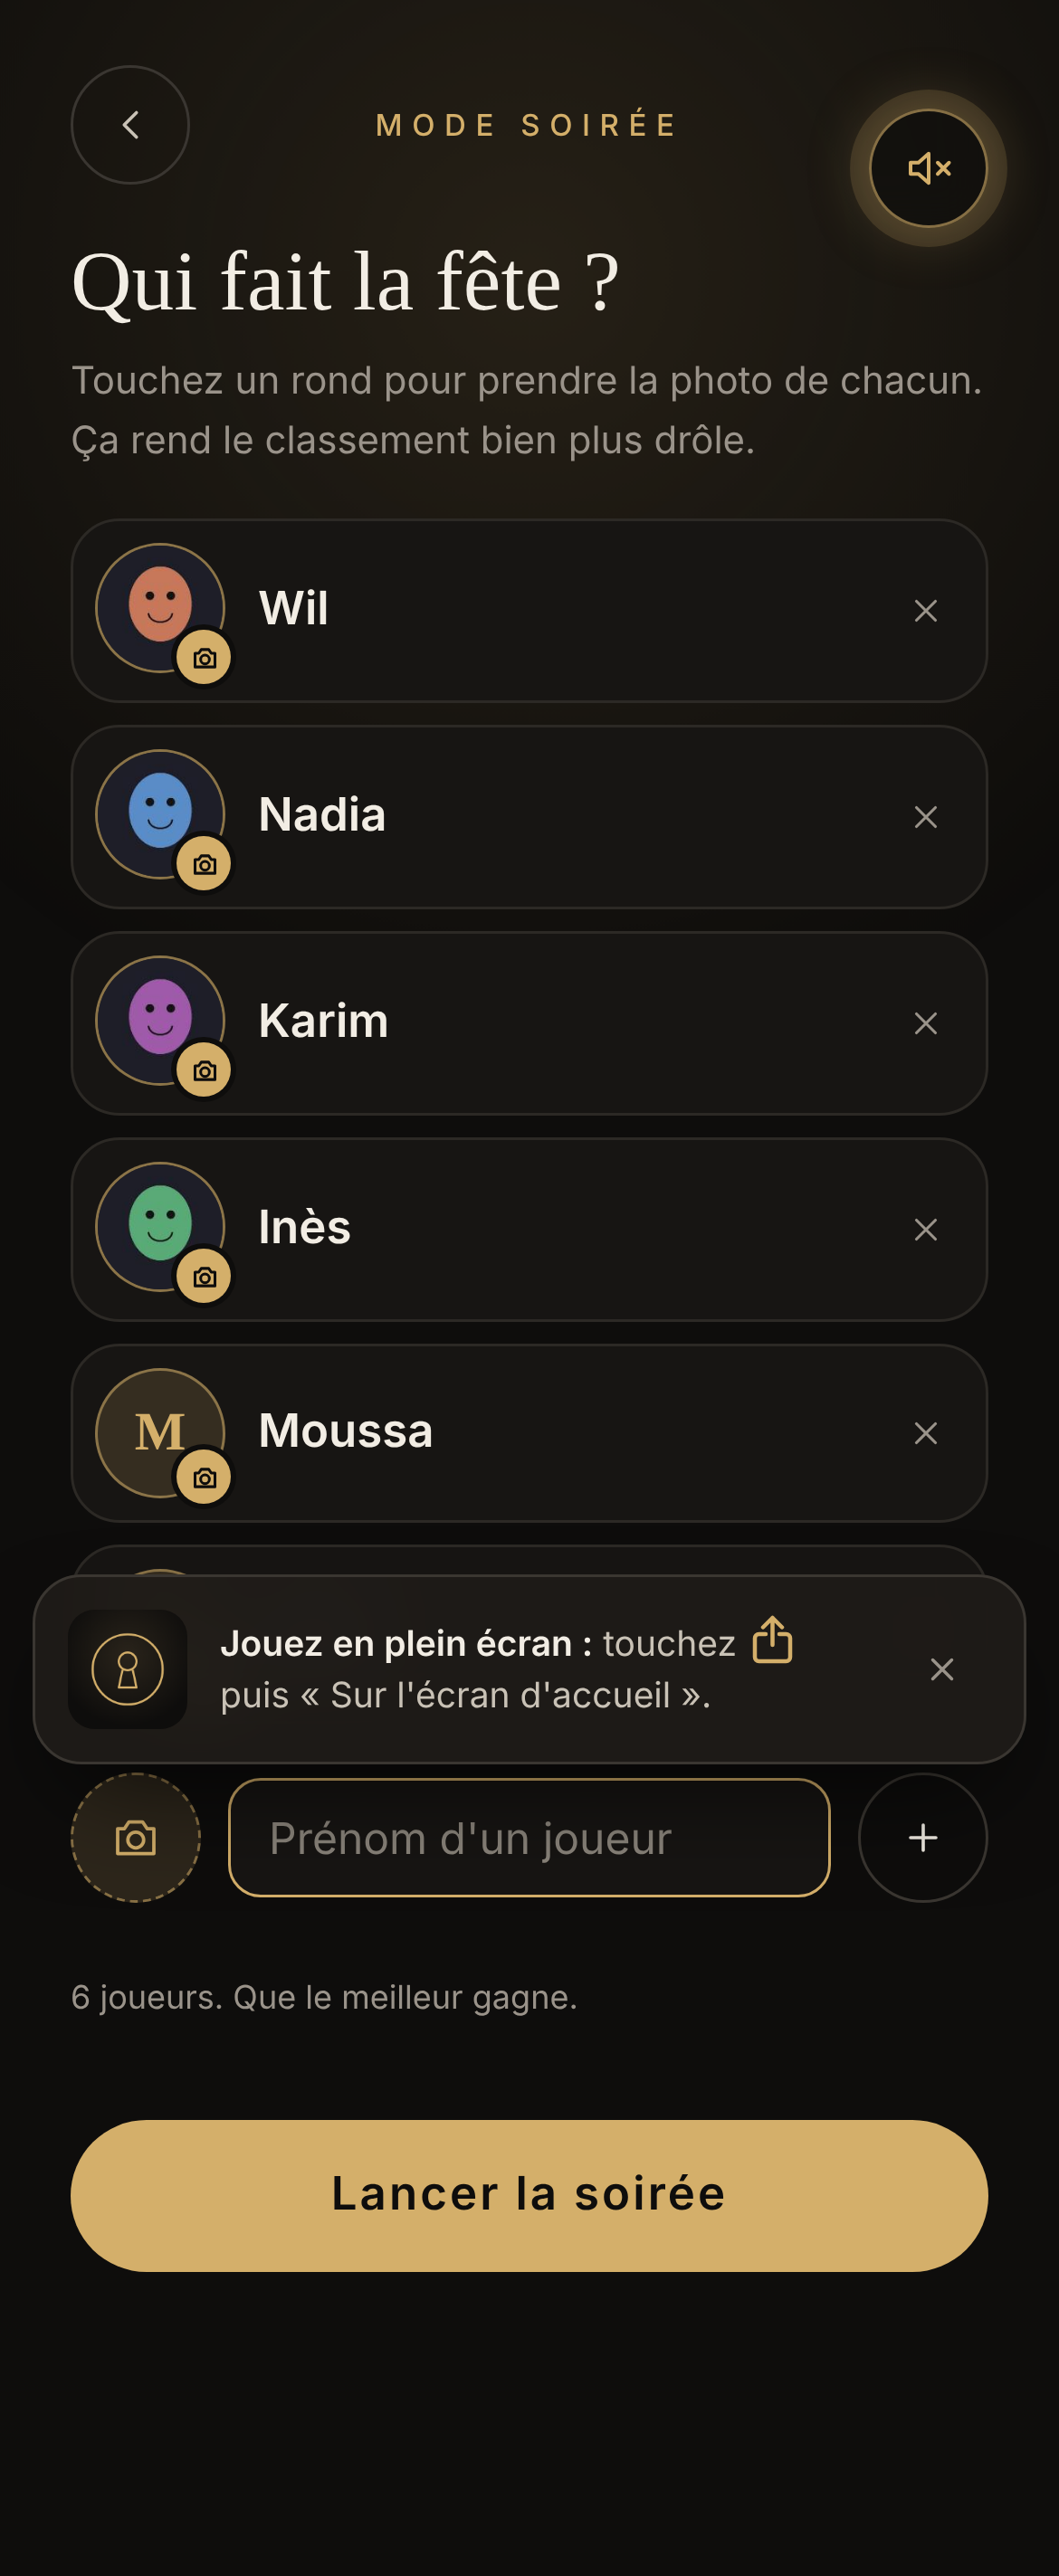 MODE SOIRÉE
Qui fait la fête ?
Touchez un rond pour prendre la photo de chacun.
Ça rend le classement bien plus drôle.
Wil
Nadia
Karim
Inès
M
Moussa
Jouez en plein écran : touchez
puis « Sur l'écran d'accueil ».
Prénom d'un joueur
6 joueurs. Que le meilleur gagne.
Lancer la soirée